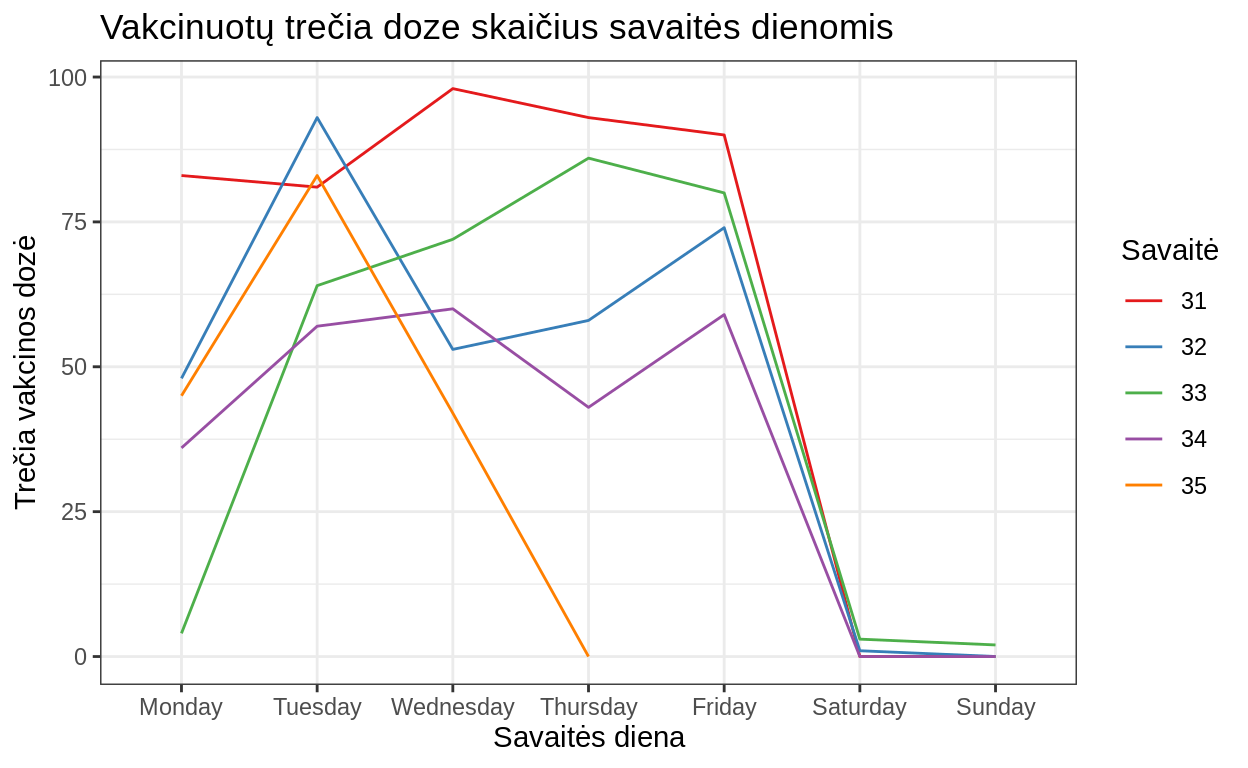 Vakcinuotų trečia doze skaičius savaitės dienomis
Trečia vakcinos dozė
100
75
50
25
0
Monday
Tuesday
Wednesday
Thursday
Friday
Saturday
Sunday
Savaitės diena
Savaitė
31
32
33
34
35